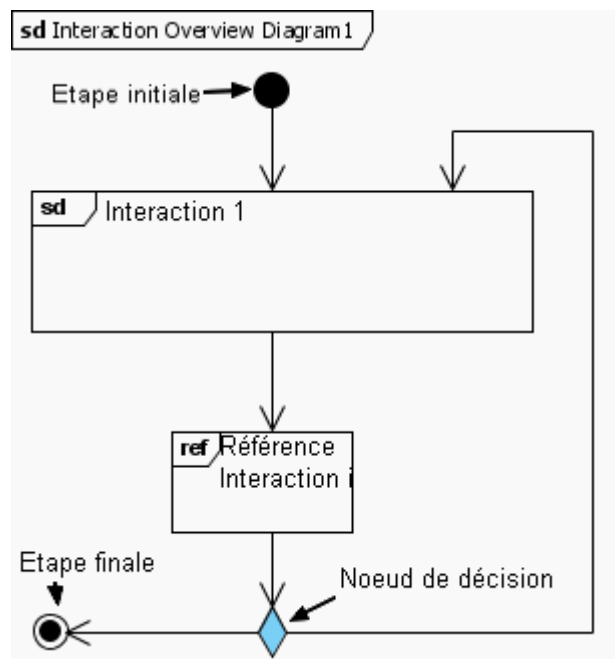 sd Interaction Overview Diagram1
Etape initiale
sd Interaction 1
ref Référence
Interaction i
Etape finale
Noeud de décision